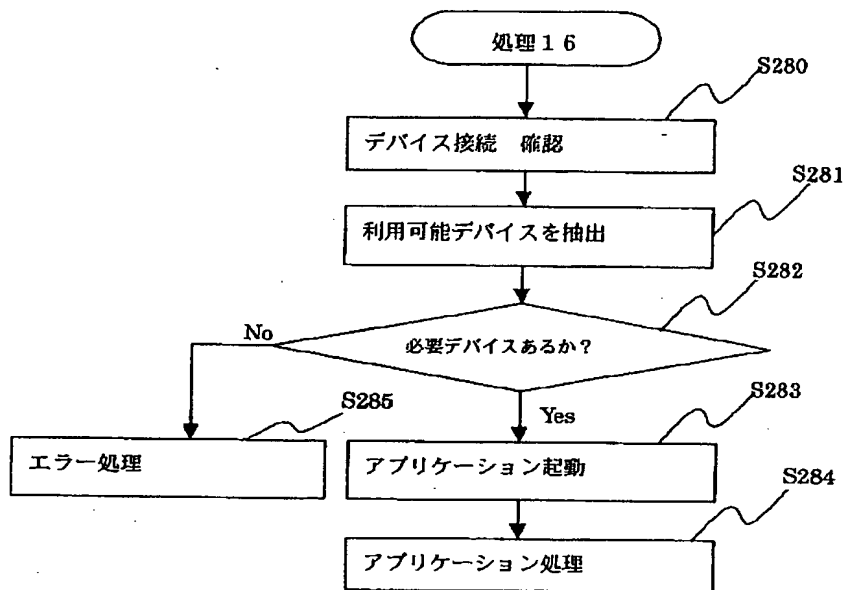 処理１６
S280
デバイス接続　確認
S281
利用可能デバイスを抽出
S282
No
必要デバイスあるか？
S285
Yes
S283
エラー処理
アプリケーション起動
S284
アプリケーション処理